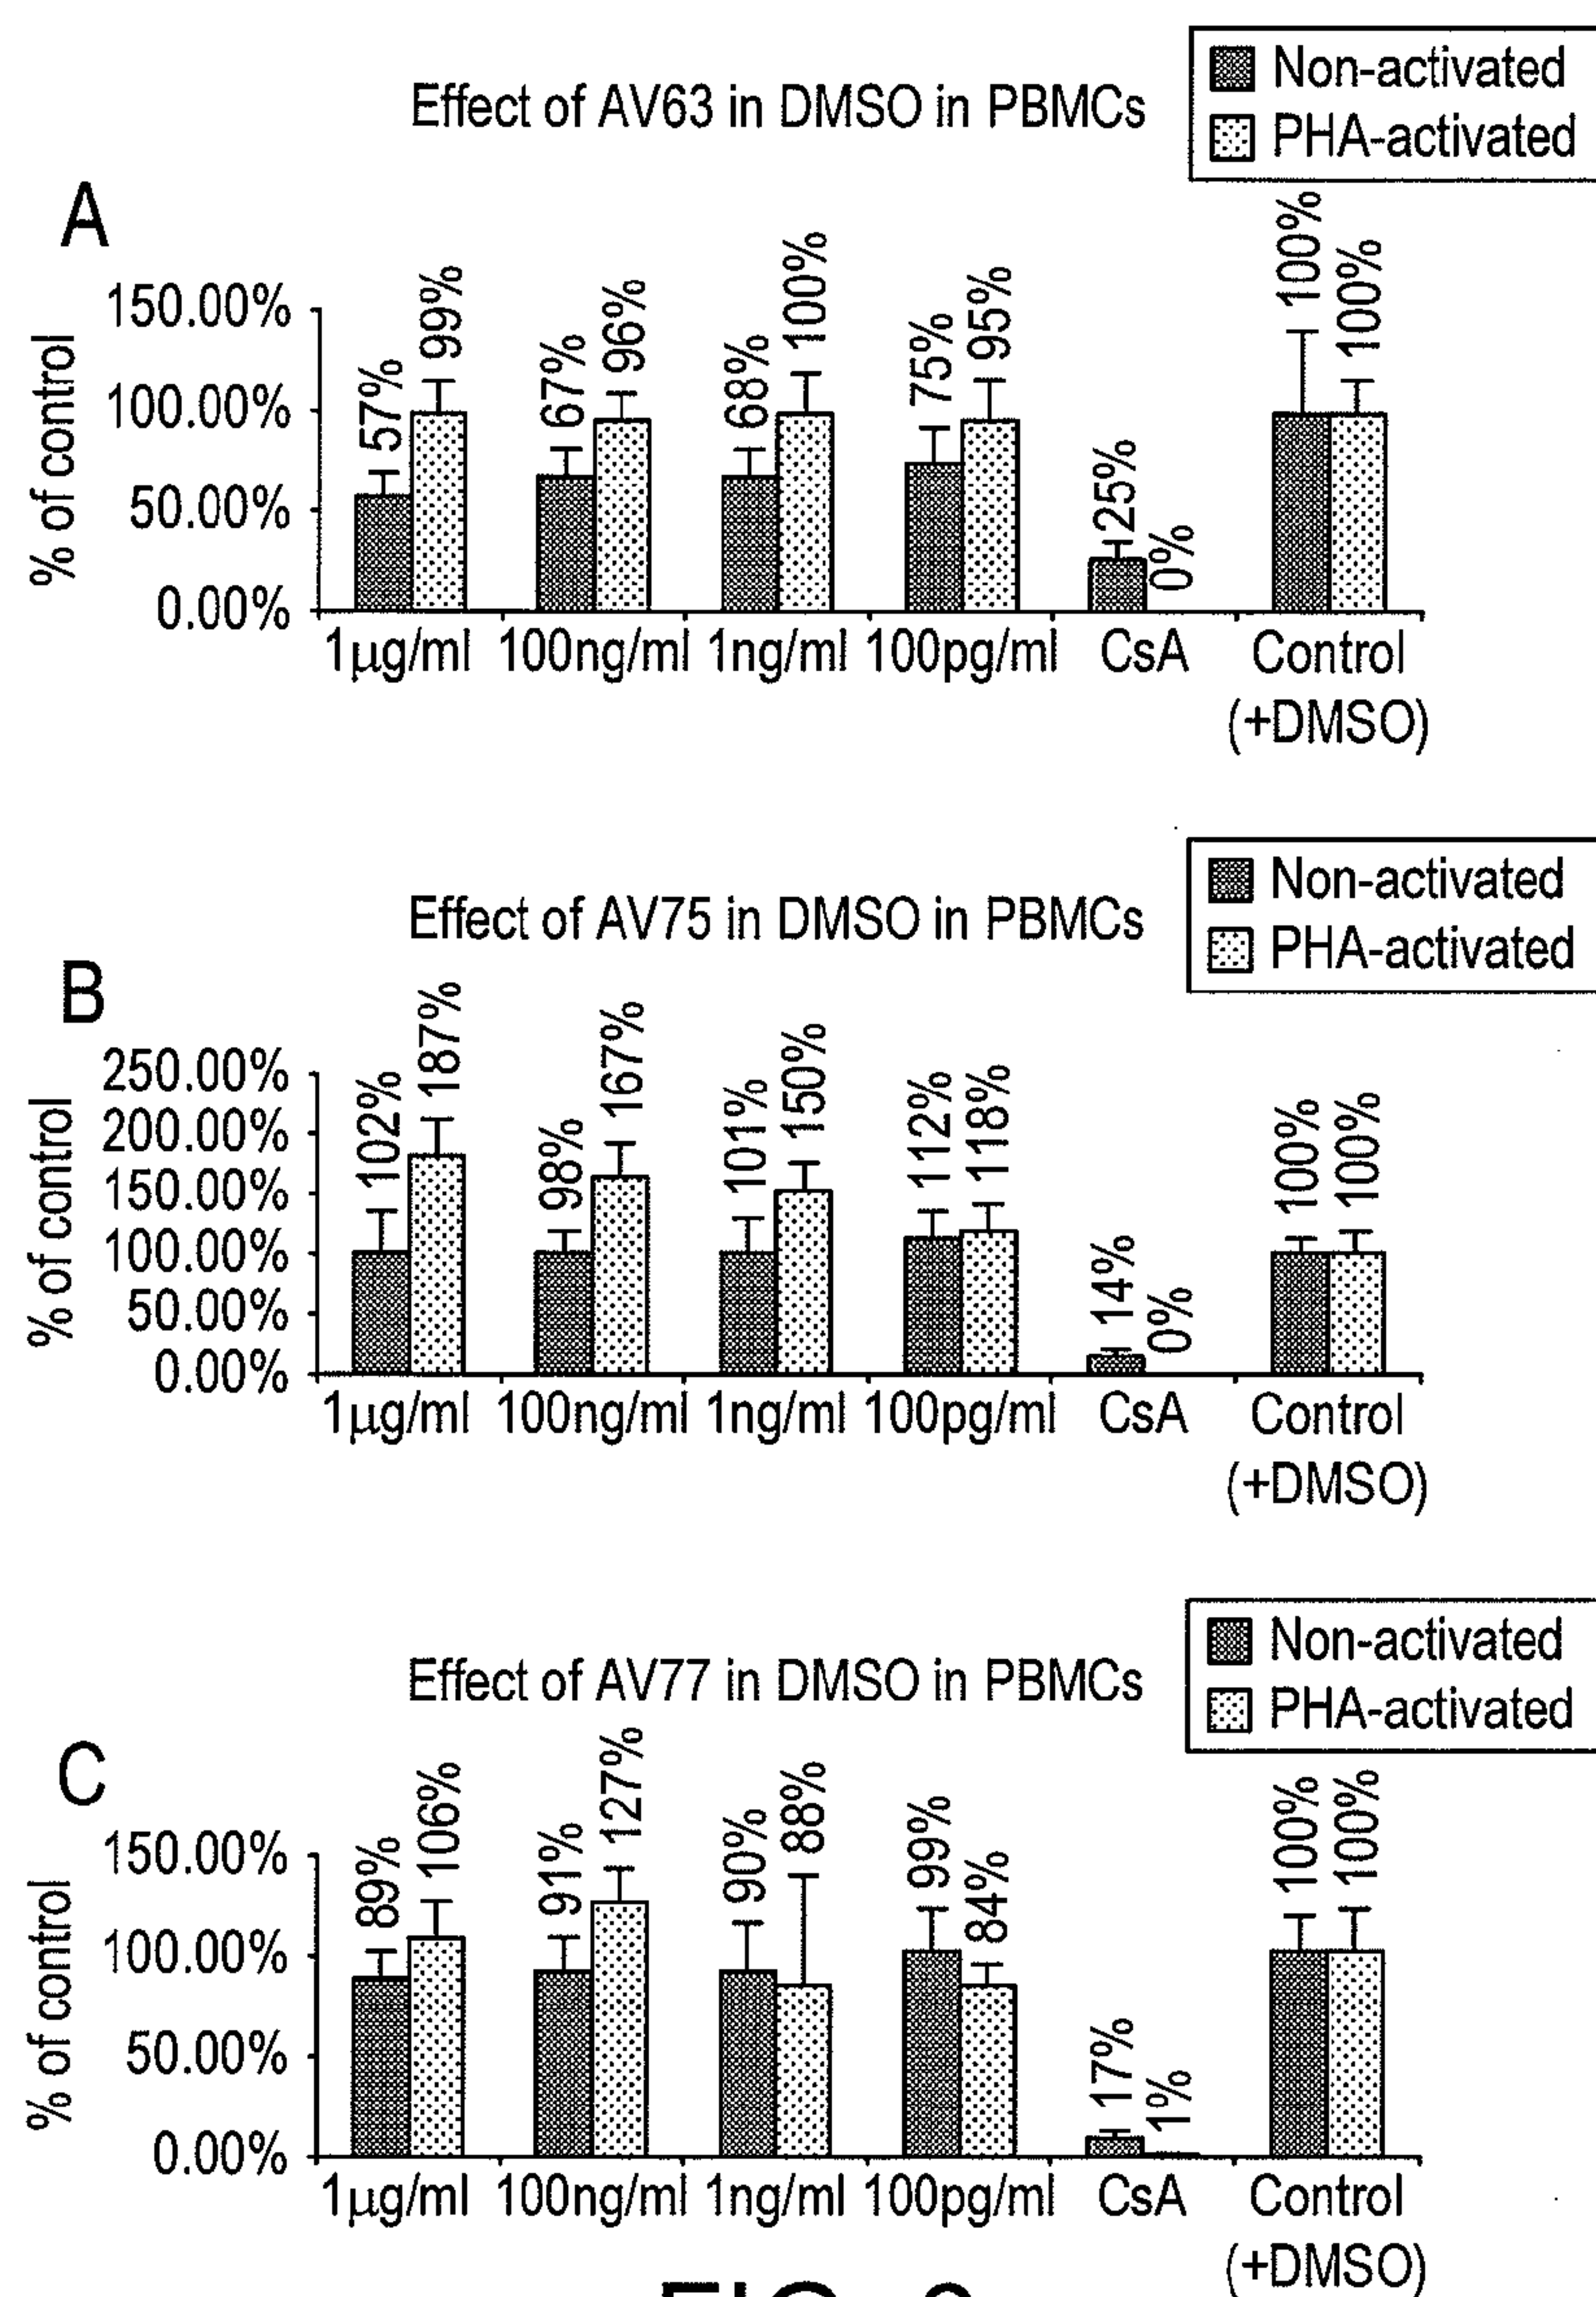 Non-activated
PHA-activated
Effect of AV63 in DMSO in PBMCs
A
% of control
150.00%
100.00%
50.00%
0.00%
57%
99%
67%
96%
68%
100%
75%
95%
25%
0%
100%
100%
1µg/ml 100ng/ml 1ng/ml 100pg/ml CsA Control
(+DMSO)
Non-activated
PHA-activated
Effect of AV75 in DMSO in PBMCs
B
% of control
250.00%
200.00%
150.00%
100.00%
50.00%
0.00%
102%
187%
98%
167%
101%
150%
112%
118%
14%
0%
100%
100%
1µg/ml 100ng/ml 1ng/ml 100pg/ml CsA Control
(+DMSO)
Non-activated
PHA-activated
Effect of AV77 in DMSO in PBMCs
C
% of control
150.00%
100.00%
50.00%
0.00%
89%
106%
91%
127%
90%
88%
99%
84%
17%
1%
100%
100%
1µg/ml 100ng/ml 1ng/ml 100pg/ml CsA Control
(+DMSO)